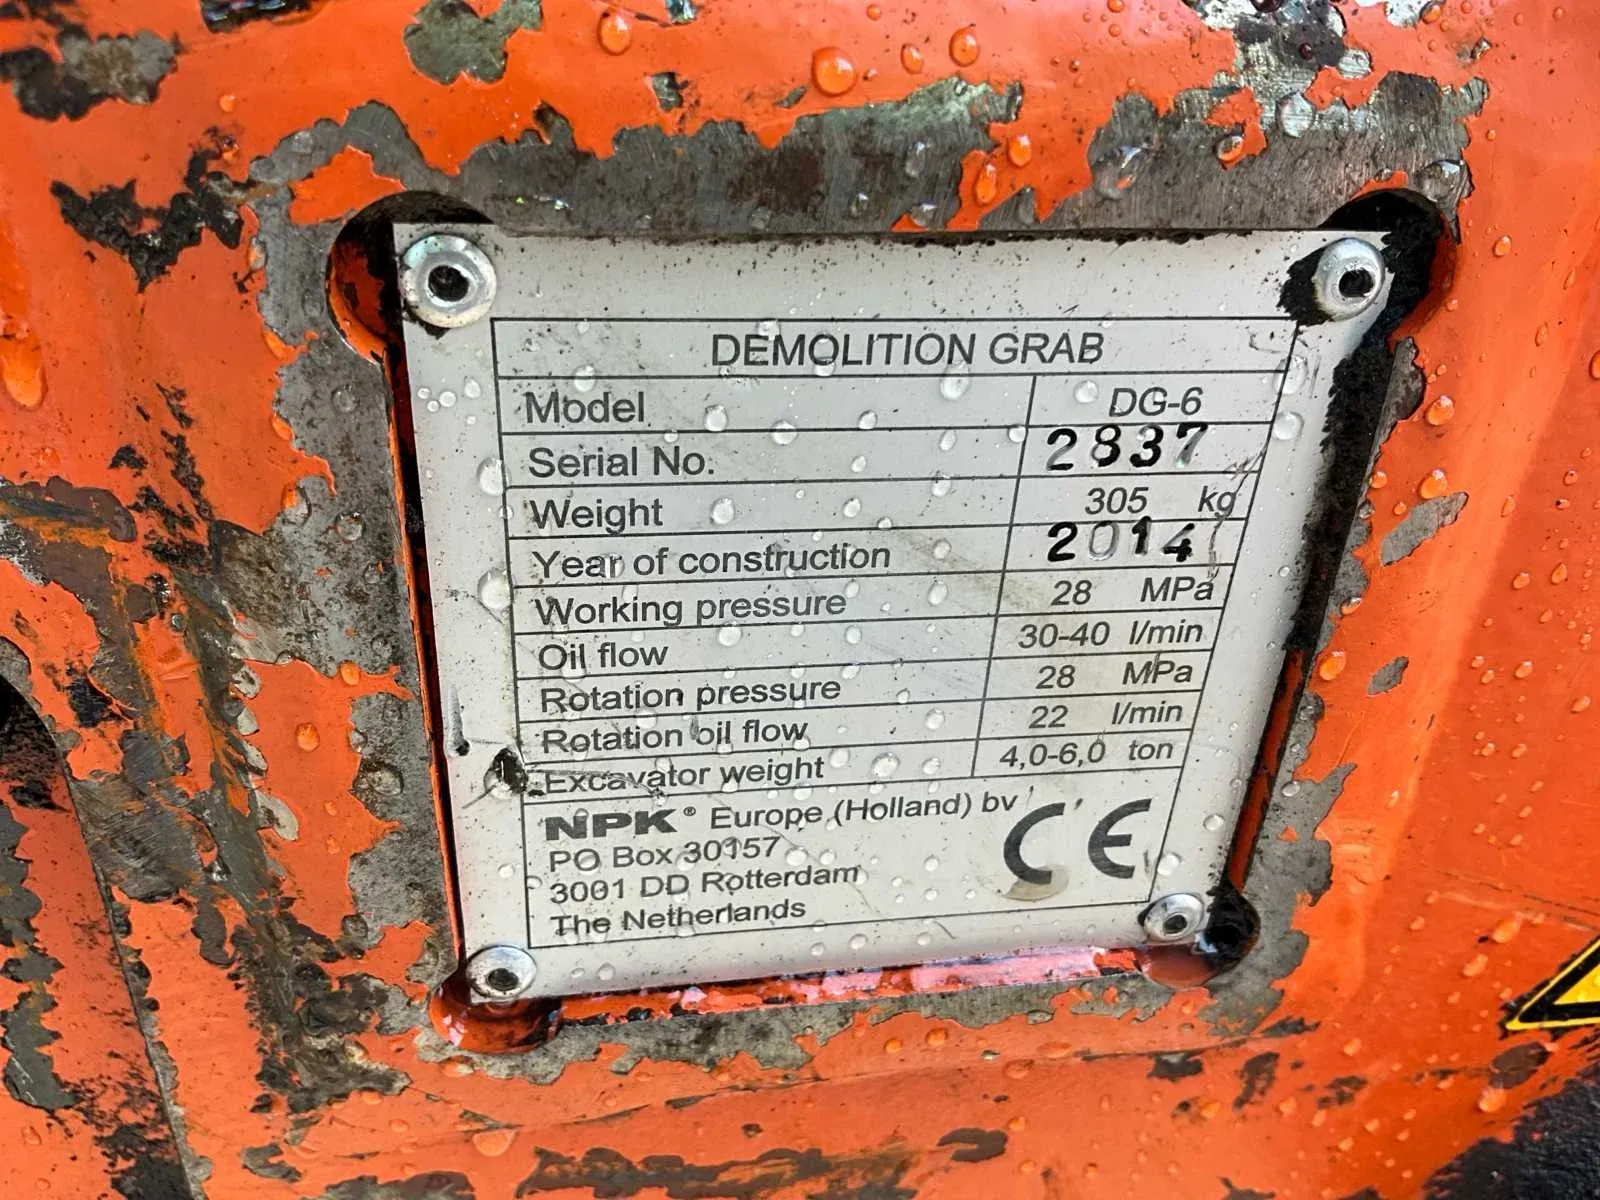 DEMOLITION GRAB
Model DG-6
Serial No. 2837
Weight 305 kg
Year of construction 2014
Working pressure 28 MPa
Oil flow 30-40 l/min
Rotation pressure 28 MPa
Rotation oil flow 22 l/min
Excavator weight 4,0-6,0 ton
NPK® Europe (Holland) bv
PO Box 30157
3001 DD Rotterdam
The Netherlands
CE